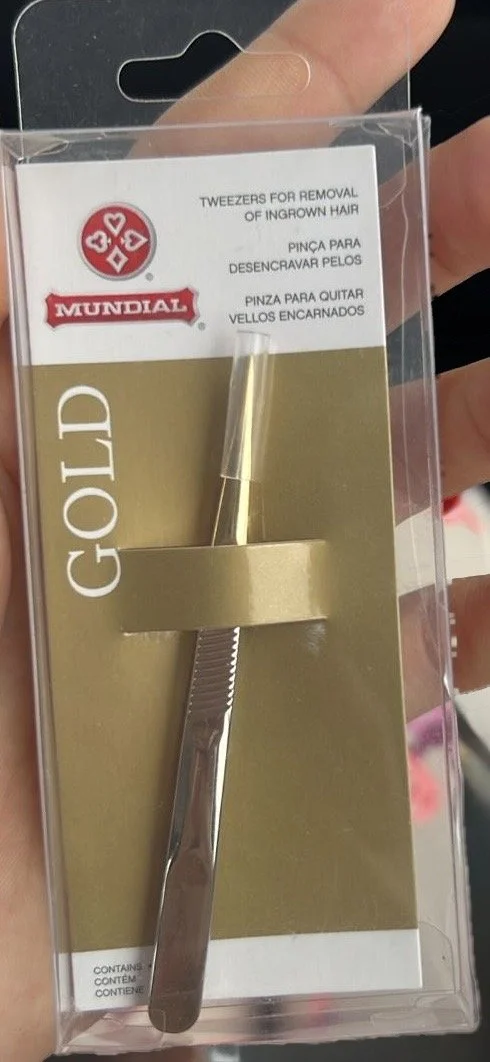 TWEEZERS FOR REMOVAL
OF INGROWN HAIR
PINÇA PARA
DESENCRAVAR PELOS
PINZA PARA QUITAR
VELLOS ENCARNADOS
MUNDIAL
GOLD
CONTAINS
CONTÉM
CONTIENE